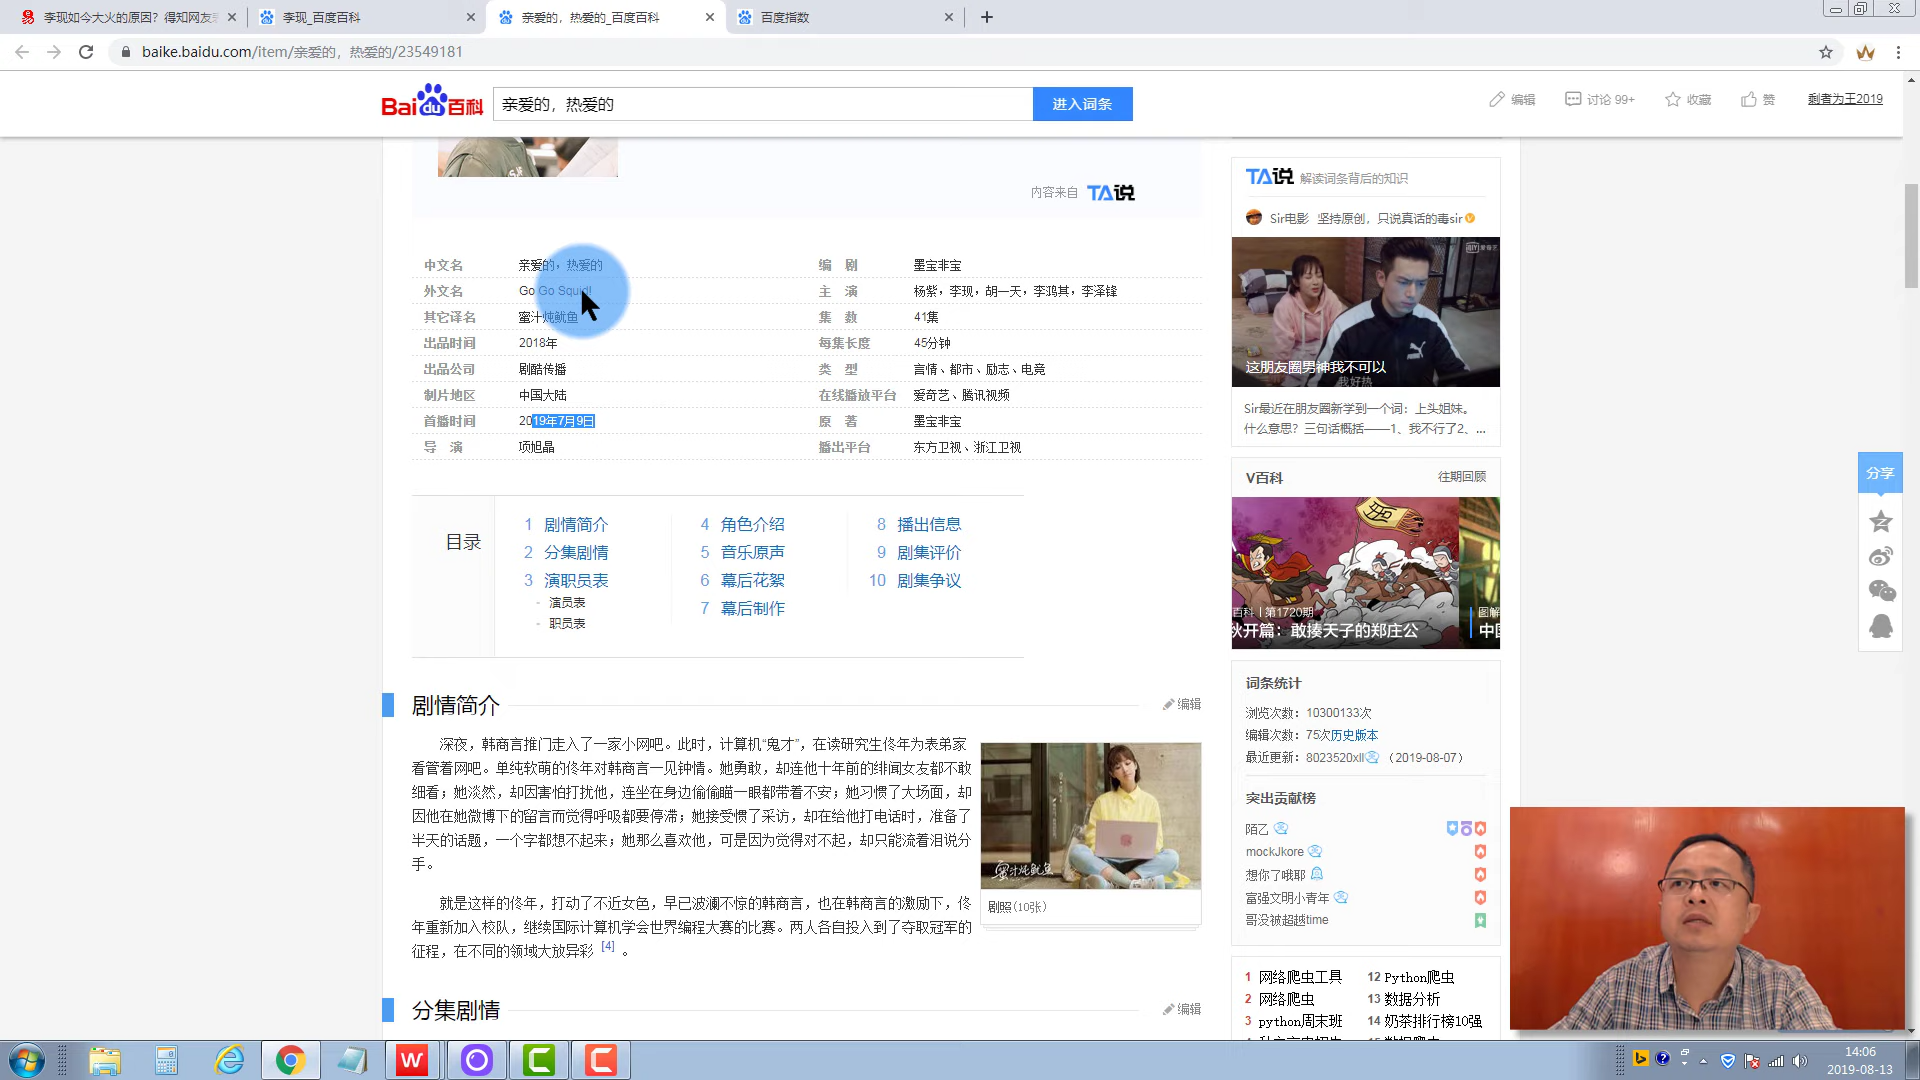 李现如今大火的原因？得知网友
李现_百度百科
亲爱的，热爱的_百度百科
百度指数
baike.baidu.com/item/亲爱的，热爱的/23549181
Bai du 百科
亲爱的，热爱的
进入词条
编辑
讨论 99+
收藏
赞
剩者为王2019
内容来自 TA说
中文名 亲爱的，热爱的
外文名 Go Go Squid!
其它译名 蜜汁炖鱿鱼
出品时间 2018年
出品公司 剧酷传播
制片地区 中国大陆
首播时间 2019年7月9日
导 演 项旭晶
编 剧 墨宝非宝
主 演 杨紫，李现，胡一天，李鸿其，李泽锋
集 数 41集
每集长度 45分钟
类 型 言情、都市、励志、电竞
在线播放平台 爱奇艺、腾讯视频
原 著 墨宝非宝
播出平台 东方卫视、浙江卫视
目录
1 剧情简介
2 分集剧情
3 演职员表
- 演员表
- 职员表
4 角色介绍
5 音乐原声
6 幕后花絮
7 幕后制作
8 播出信息
9 剧集评价
10 剧集争议
剧情简介
编辑
深夜，韩商言推门走入了一家小网吧。此时，计算机“鬼才”，在读研究生佟年为表弟家
看管着网吧。单纯软萌的佟年对韩商言一见钟情。她勇敢，却连他十年前的绯闻女友都不敢
细看；她淡然，却因害怕打扰他，连坐在身边偷偷瞄一眼都带着不安；她习惯了大场面，却
因他在她微博下的留言而觉得呼吸都要停滞；她接受惯了采访，却在给他打电话时，准备了
半天的话题，一个字都想不起来；她那么喜欢他，可是因为觉得对不起，却只能流着泪说分
手。
就是这样的佟年，打动了不近女色，早已波澜不惊的韩商言，也在韩商言的激励下，佟
年重新加入校队，继续国际计算机学会世界编程大赛的比赛。两人各自投入到了夺取冠军的
征程，在不同的领域大放异彩 [4] 。
蜜汁炖鱿鱼
剧照(10张)
分集剧情
编辑
TA说 解读词条背后的知识
Sir电影 坚持原创，只说真话的毒sir
爱奇艺
这朋友圈男神我不可以
我好热
Sir最近在朋友圈新学到一个词：上头姐妹。
什么意思？三句话概括——1、我不行了2、...
V百科
往期回顾
百科 | 第1720期
秋开篇：敢揍天子的郑庄公
图解
中国
词条统计
浏览次数：10300133次
编辑次数：75次历史版本
最近更新：8023520xll （2019-08-07）
突出贡献榜
陌乙
mockJkore
想你了哦耶
富强文明小青年
哥没被超越time
1 网络爬虫工具
2 网络爬虫
3 python周末班
12 Python爬虫
13 数据分析
14 奶茶排行榜10强
分享
14:06
2019-08-13